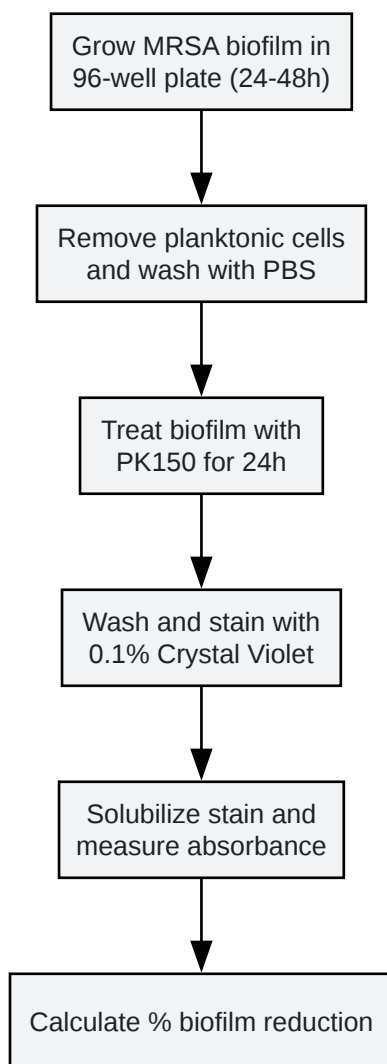 Grow MRSA biofilm in
96-well plate (24-48h)
Remove planktonic cells
and wash with PBS
Treat biofilm with
PK150 for 24h
Wash and stain with
0.1% Crystal Violet
Solubilize stain and
measure absorbance
Calculate % biofilm reduction